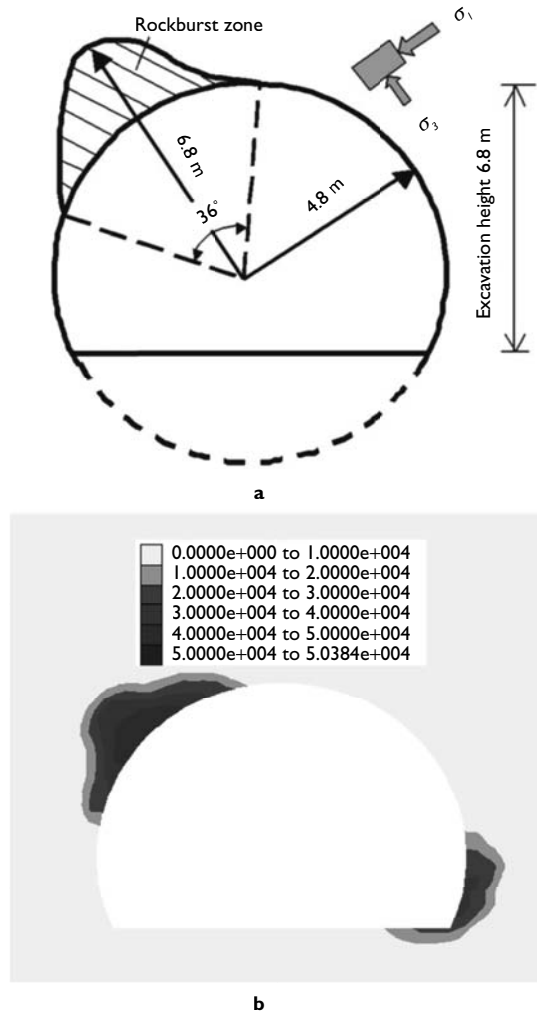 Rockburst zone
σ1
σ3
6.8 m
4.8 m
36°
Excavation height 6.8 m
a
0.0000e+000 to 1.0000e+004
1.0000e+004 to 2.0000e+004
2.0000e+004 to 3.0000e+004
3.0000e+004 to 4.0000e+004
4.0000e+004 to 5.0000e+004
5.0000e+004 to 5.0384e+004
b